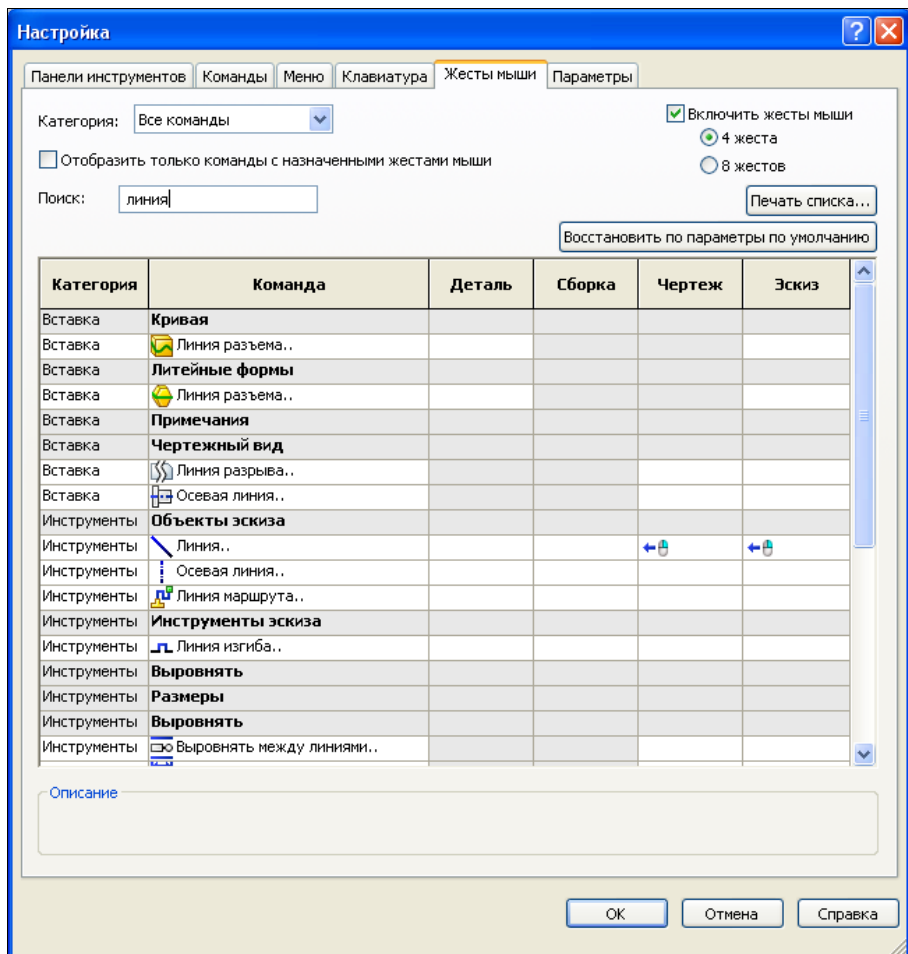 Настройка
Панели инструментов Команды Меню Клавиатура Жесты мыши Параметры
Категория: Все команды
Включить жесты мыши
4 жеста
Отобразить только команды с назначенными жестами мыши
8 жестов
Поиск: линия
Печать списка...
Восстановить по параметры по умолчанию
Категория Команда Деталь Сборка Чертеж Эскиз
Вставка Кривая
Вставка Линия разъема..
Вставка Литейные формы
Вставка Линия разъема..
Вставка Примечания
Вставка Чертежный вид
Вставка Линия разрыва..
Вставка Осевая линия..
Инструменты Объекты эскиза
Инструменты Линия..
Инструменты Осевая линия..
Инструменты Линия маршрута..
Инструменты Инструменты эскиза
Инструменты Линия изгиба..
Инструменты Выровнять
Инструменты Размеры
Инструменты Выровнять
Инструменты Выровнять между линиями..
Описание
ОК Отмена Справка